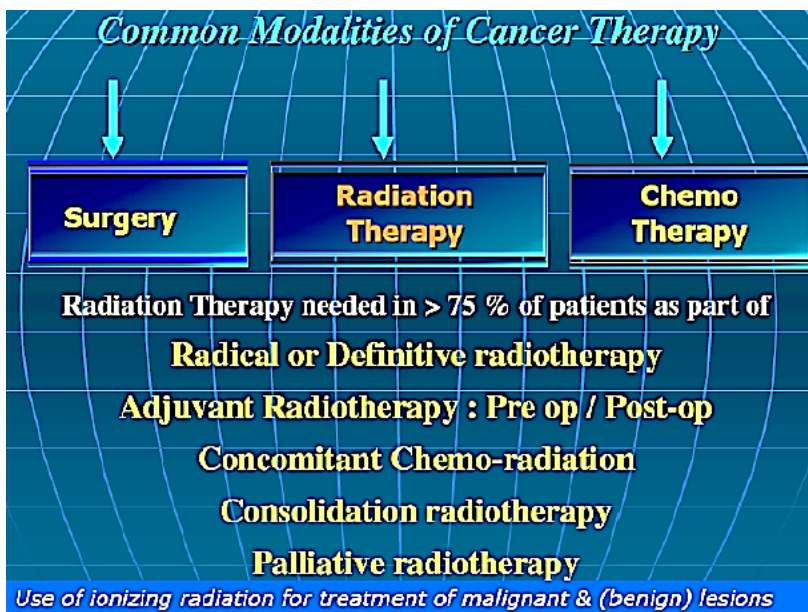 Common Modalities of Cancer Therapy
Surgery
Radiation
Therapy
Chemo
Therapy
Radiation Therapy needed in > 75 % of patients as part of
Radical or Definitive radiotherapy
Adjuvant Radiotherapy : Pre op / Post-op
Concomitant Chemo-radiation
Consolidation radiotherapy
Palliative radiotherapy
Use of ionizing radiation for treatment of malignant & (benign) lesions